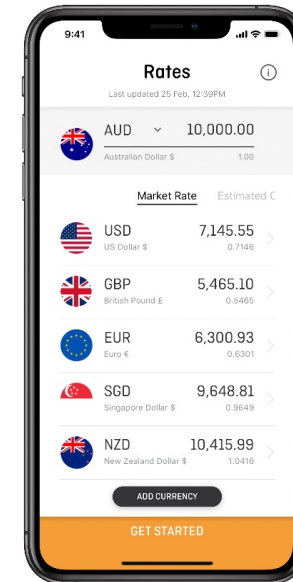 9:41
Rates
Last updated 25 Feb, 12:39PM
AUD 10,000.00
Australian Dollar $ 1.00
Market Rate Estimated C
USD 7,145.55
US Dollar $ 0.7146
GBP 5,465.10
British Pound £ 0.5465
EUR 6,300.93
Euro € 0.6301
SGD 9,648.81
Singapore Dollar $ 0.9649
NZD 10,415.99
New Zealand Dollar $ 1.0416
ADD CURRENCY
GET STARTED